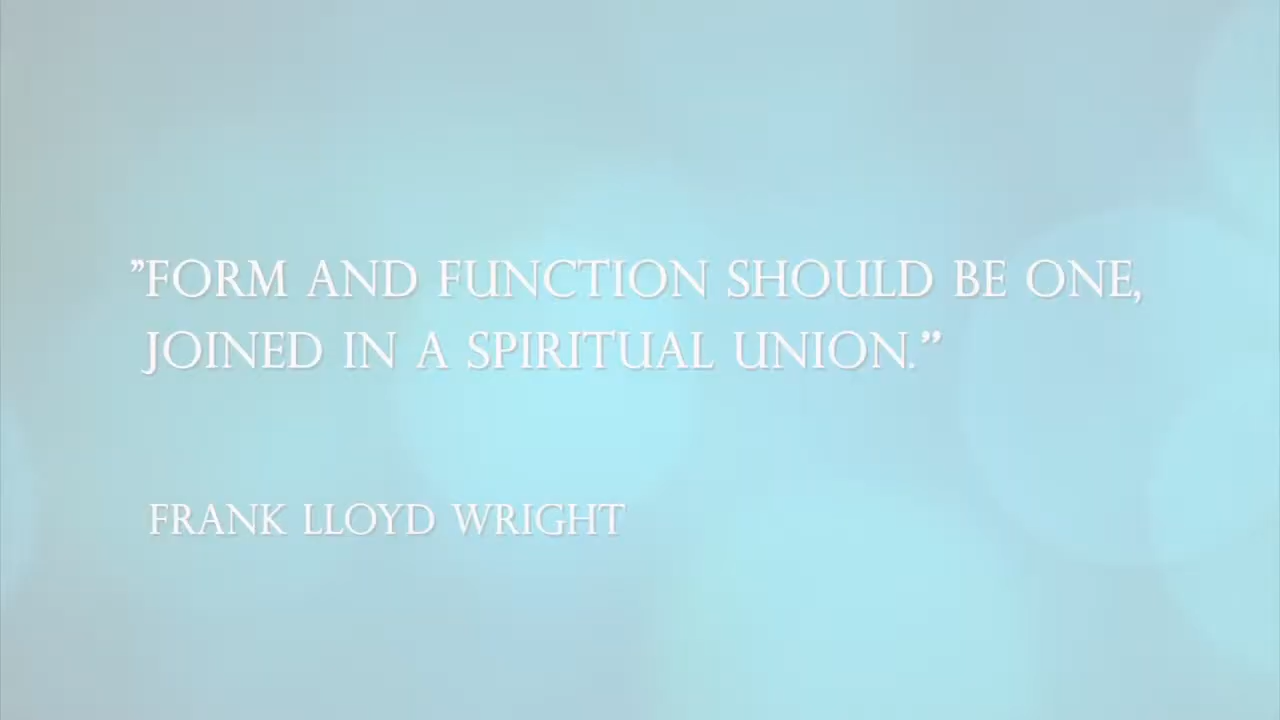 ”FORM AND FUNCTION SHOULD BE ONE,
JOINED IN A SPIRITUAL UNION.”
FRANK LLOYD WRIGHT